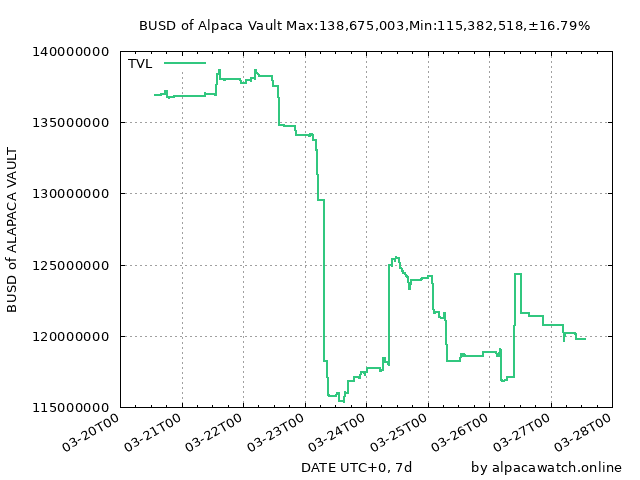 BUSD of Alpaca Vault Max:138,675,003,Min:115,382,518,±16.79%
TVL
140000000
135000000
130000000
125000000
120000000
115000000
BUSD of ALAPACA VAULT
03-20T00
03-21T00
03-22T00
03-23T00
03-24T00
03-25T00
03-26T00
03-27T00
03-28T00
DATE UTC+0, 7d
by alpacawatch.online